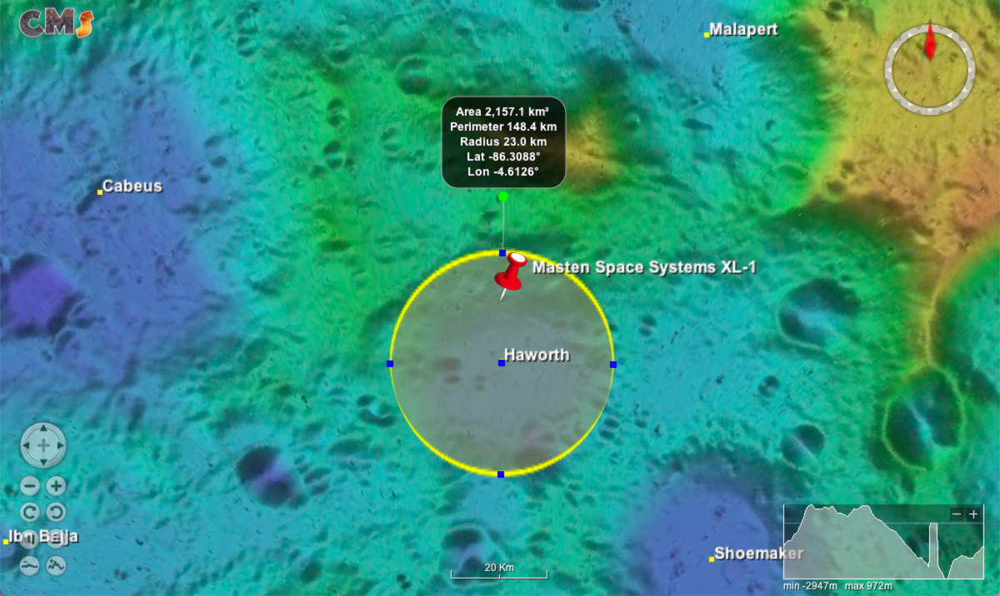 CMs
Malapert
Area 2,157.1 km²
Perimeter 148.4 km
Radius 23.0 km
Lat -86.3088°
Lon -4.6126°
Cabeus
Masten Space Systems XL-1
Haworth
Ibn Bajja
Shoemaker
20 Km
min -2947m max 972m